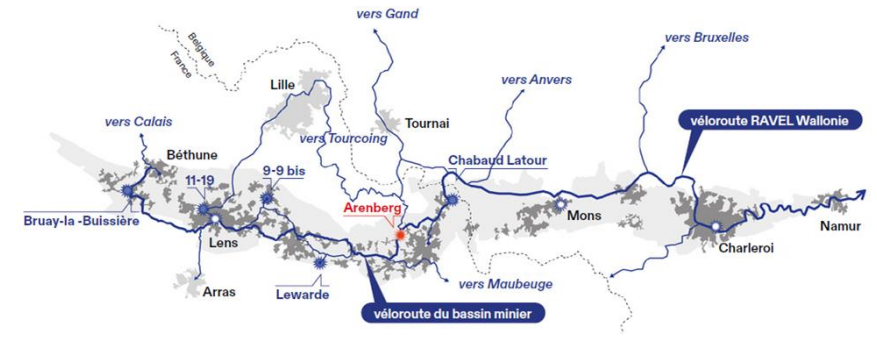 vers Gand
vers Bruxelles
Belgique
France
Lille
vers Anvers
vers Calais
Tournai
véloroute RAVEL Wallonie
vers Tourcoing
Béthune
Chabaud Latour
9-9 bis
11-19
Arenberg
Bruay-la -Buissière
Mons
Namur
Lens
Charleroi
vers Maubeuge
Arras
Lewarde
véloroute du bassin minier